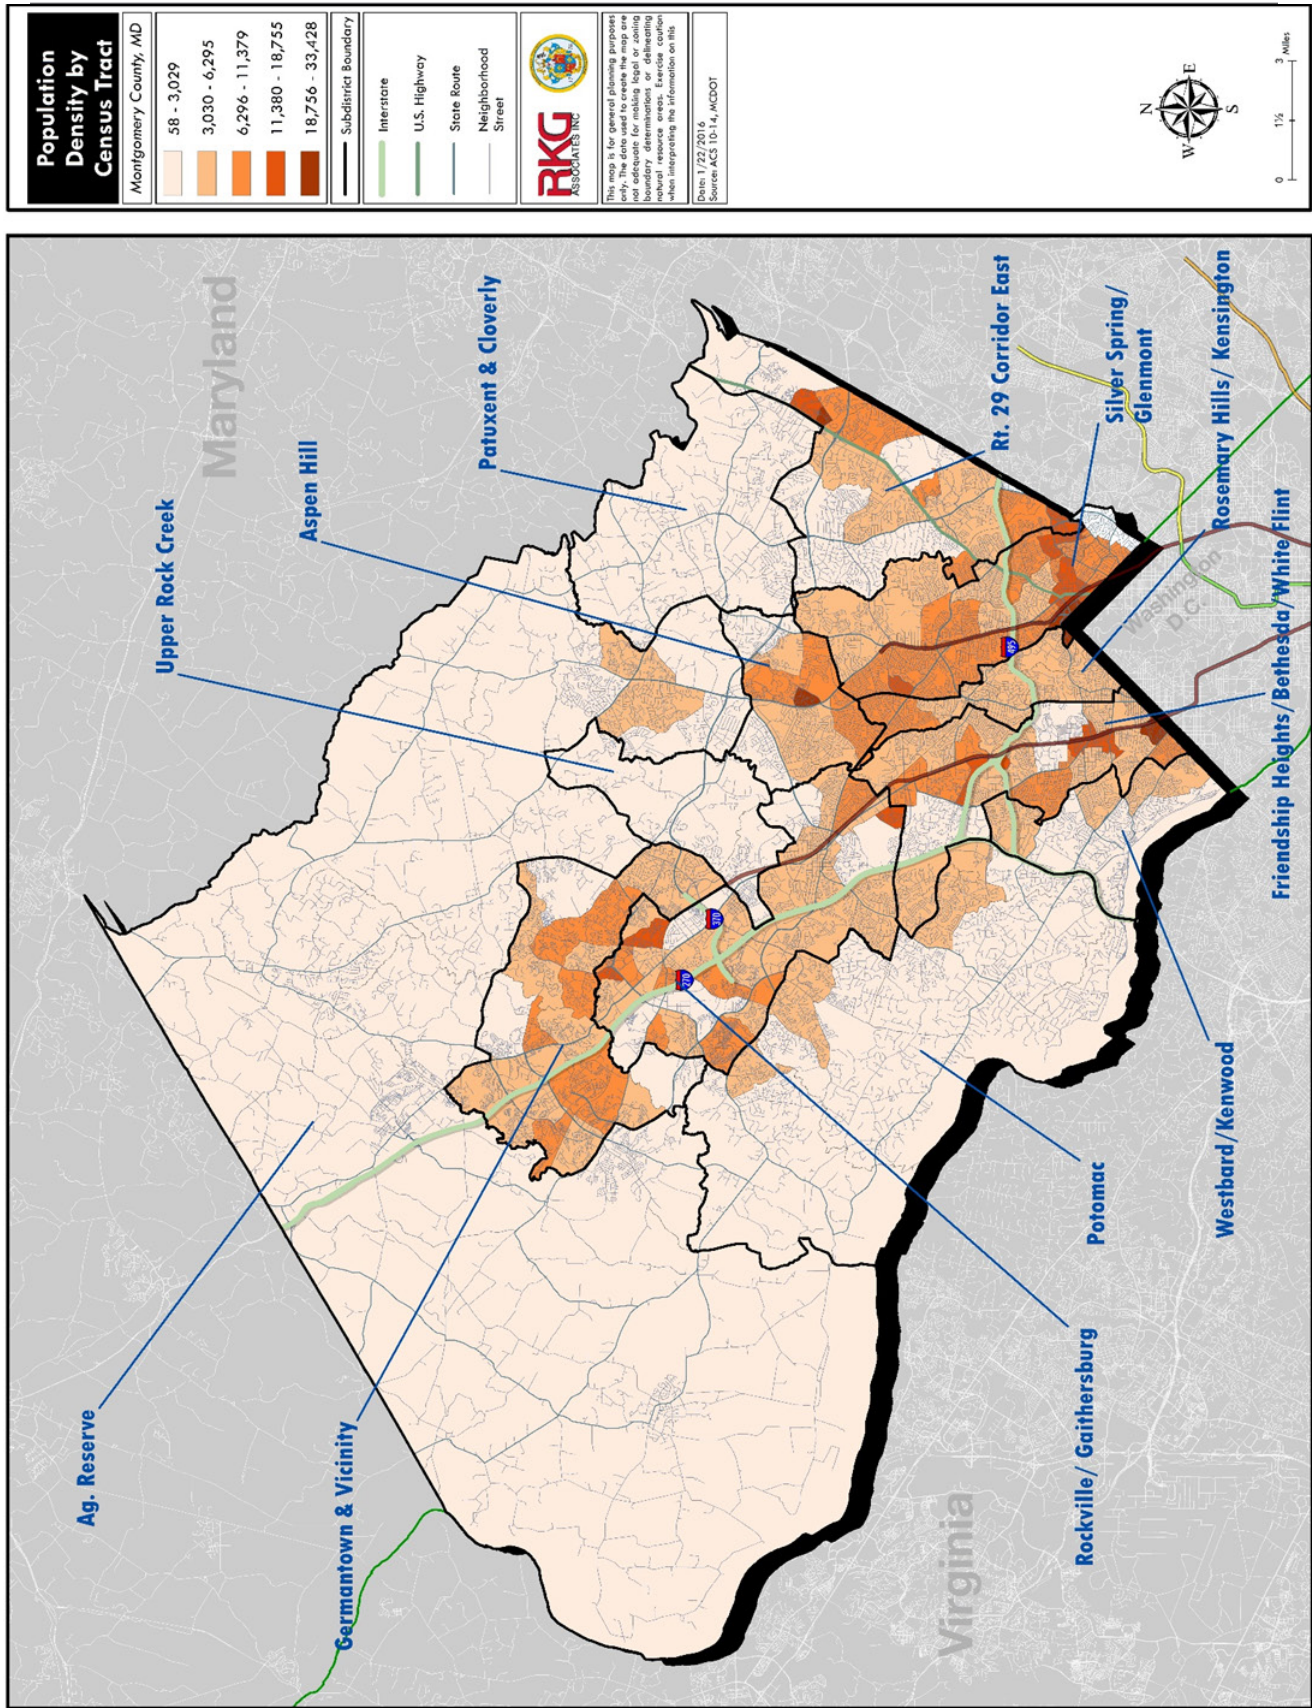 Population
Density by
Census Tract
Montgomery County, MD
58 - 3,029
3,030 - 6,295
6,296 - 11,379
11,380 - 18,755
18,756 - 33,428
Subdistrict Boundary
Interstate
U.S. Highway
State Route
Neighborhood
Street
RKG
ASSOCIATES INC
This map is for general planning purposes
only. The data used to create the map are
not adequate for making legal or zoning
boundary determinations or delineating
natural resource areas. Exercise caution
when interpreting the information on this
Date: 1/22/2016
Source: ACS 10-14, MCDOT
N
W
E
S
0
1½
3 Miles
Maryland
Upper Rock Creek
Aspen Hill
Patuxent & Cloverly
Ag. Reserve
Germantown & Vicinity
Rt. 29 Corridor East
Silver Spring/
Glenmont
Rosemary Hills/ Kensington
Friendship Heights/Bethesda/White Flint
Washington
D.C.
Westbard/Kenwood
Potomac
Rockville/ Gaithersburg
Virginia
270
370
495